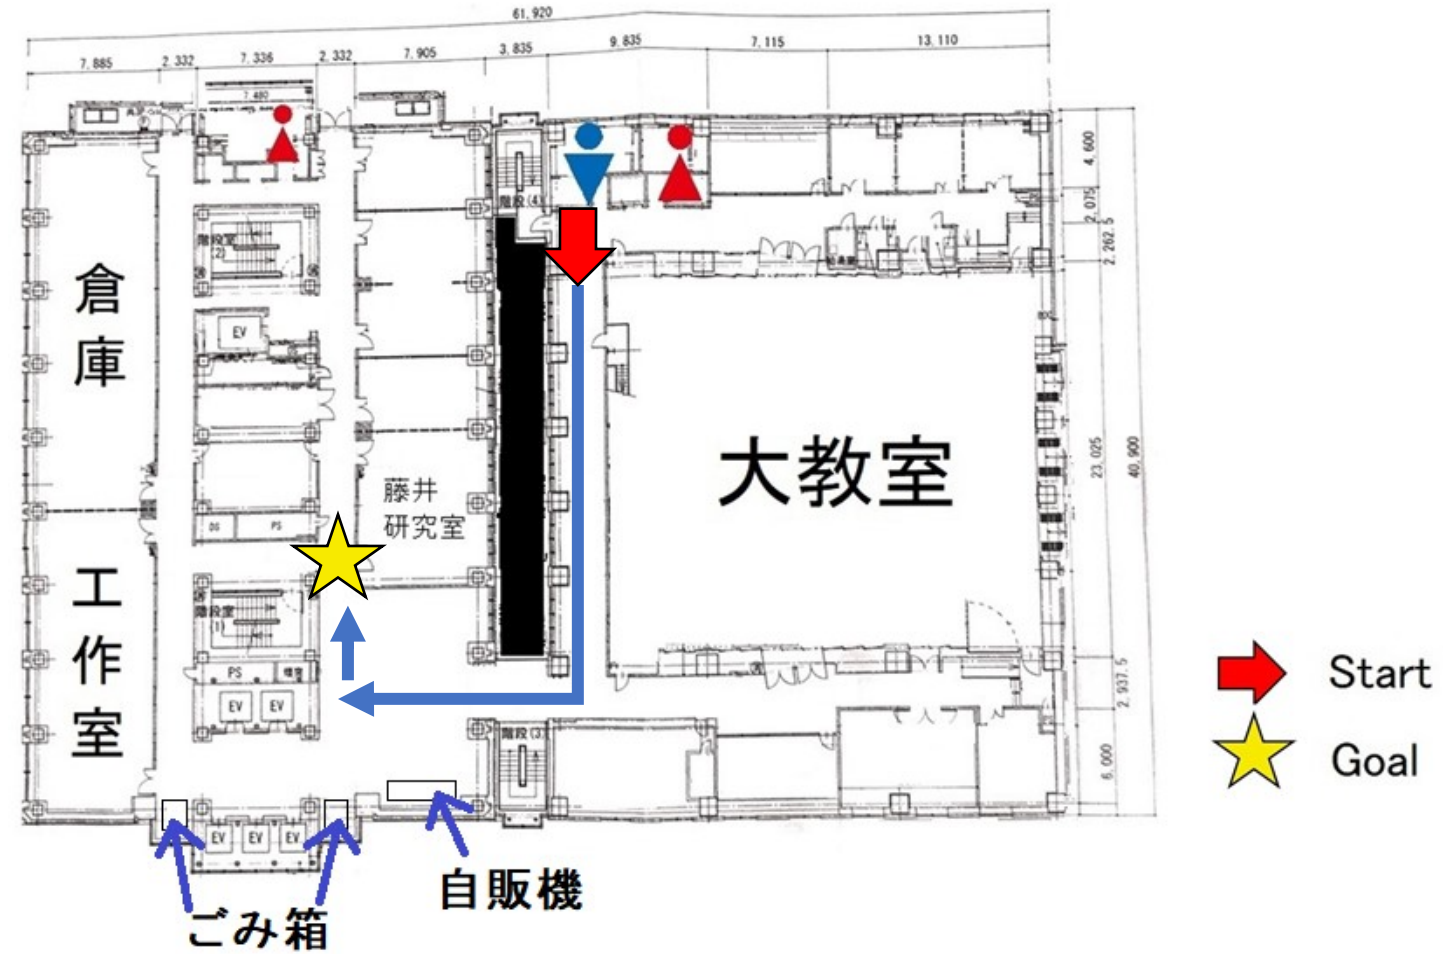 61,920
7,885
2,332
7,336
2,332
7,905
3,835
9,835
7,115
13,110
7,480
4,600
2,075
2,262.5
23,025
40,900
2,937.5
6,000
階段(4)
階段室
(2)
EV
倉
庫
大教室
藤井
研究室
DS
PS
工
作
室
階段室
(1)
PS
EV
EV
階段(3)
EV
EV
EV
ごみ箱
自販機
Start
Goal